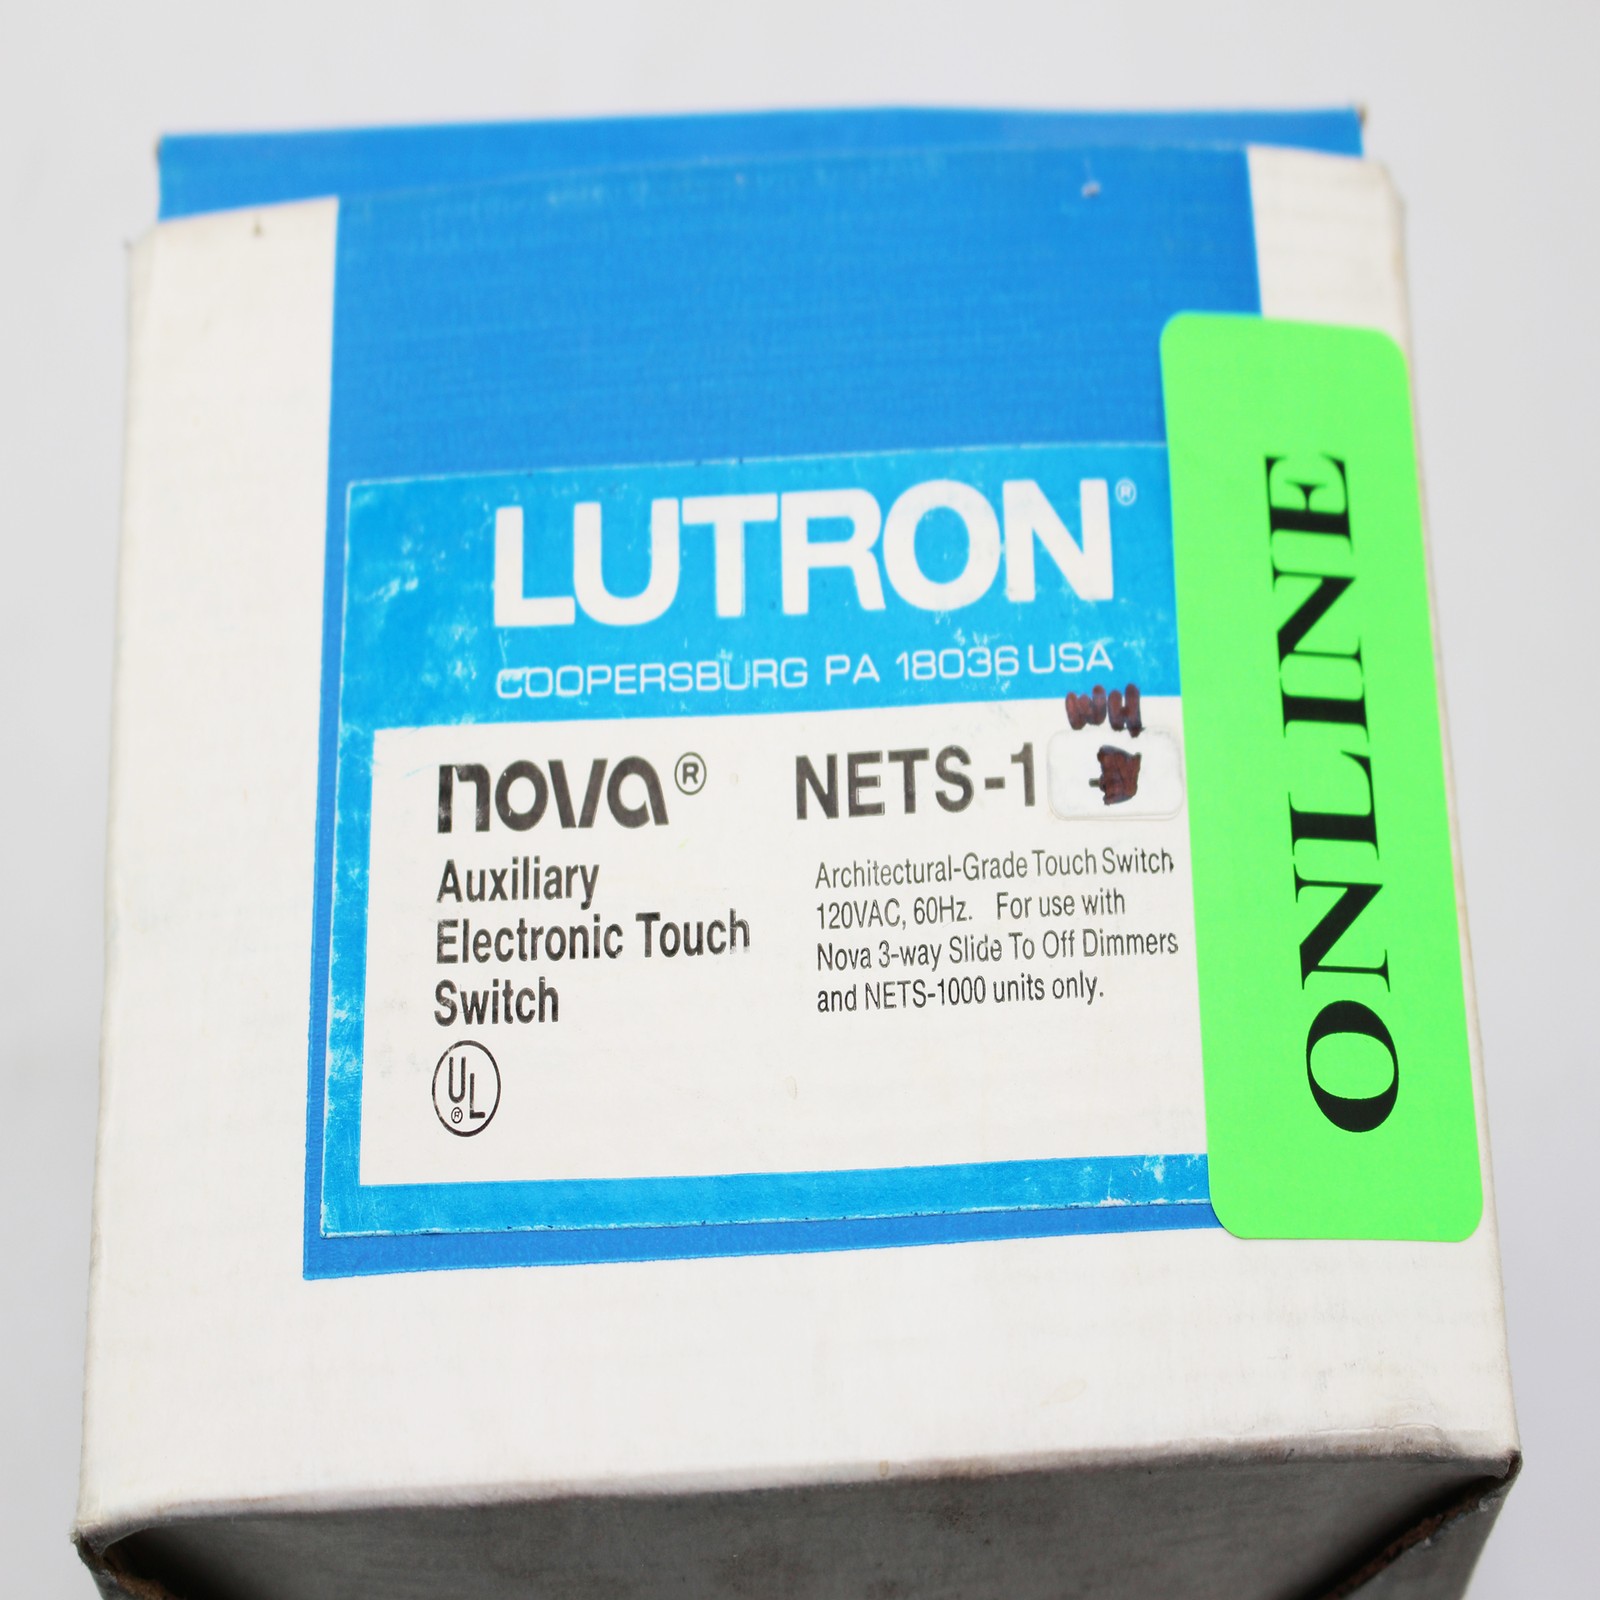 LUTRON®
COOPERSBURG PA 18036 USA
nova®
NETS-1
Auxiliary
Electronic Touch
Switch
Architectural-Grade Touch Switch
120VAC, 60Hz. For use with
Nova 3-way Slide To Off Dimmers
and NETS-1000 units only.
UL®
ONLINE